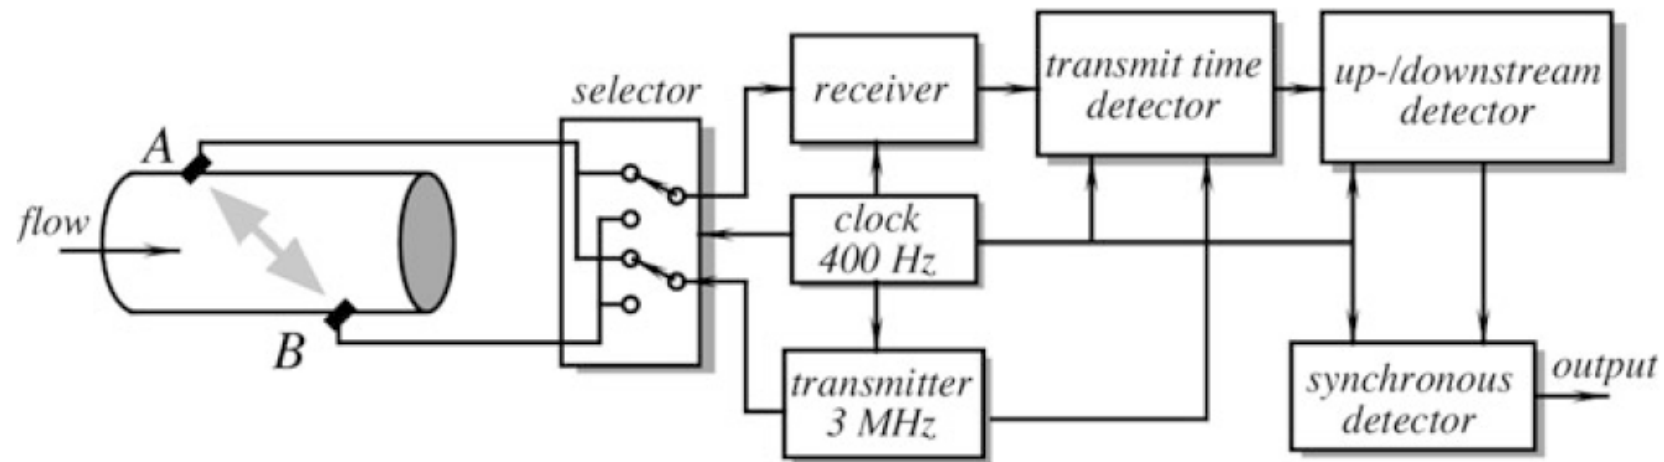 flow
A
B
selector
receiver
clock
400 Hz
transmitter
3 MHz
transmit time
detector
up-/downstream
detector
synchronous
detector
output